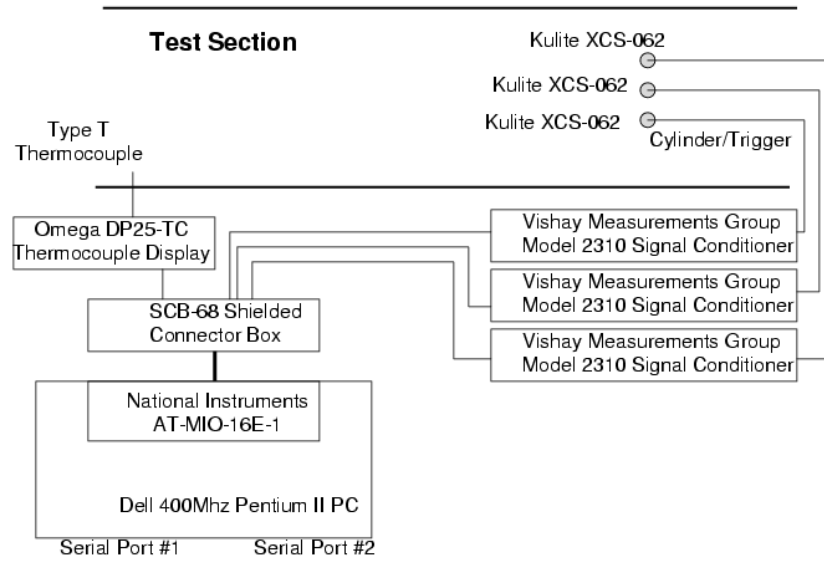 Test Section
Kulite XCS-062
Kulite XCS-062
Kulite XCS-062
Cylinder/Trigger
Type T
Thermocouple
Omega DP25-TC
Thermocouple Display
Vishay Measurements Group
Model 2310 Signal Conditioner
Vishay Measurements Group
Model 2310 Signal Conditioner
Vishay Measurements Group
Model 2310 Signal Conditioner
SCB-68 Shielded
Connector Box
National Instruments
AT-MIO-16E-1
Dell 400Mhz Pentium II PC
Serial Port #1
Serial Port #2